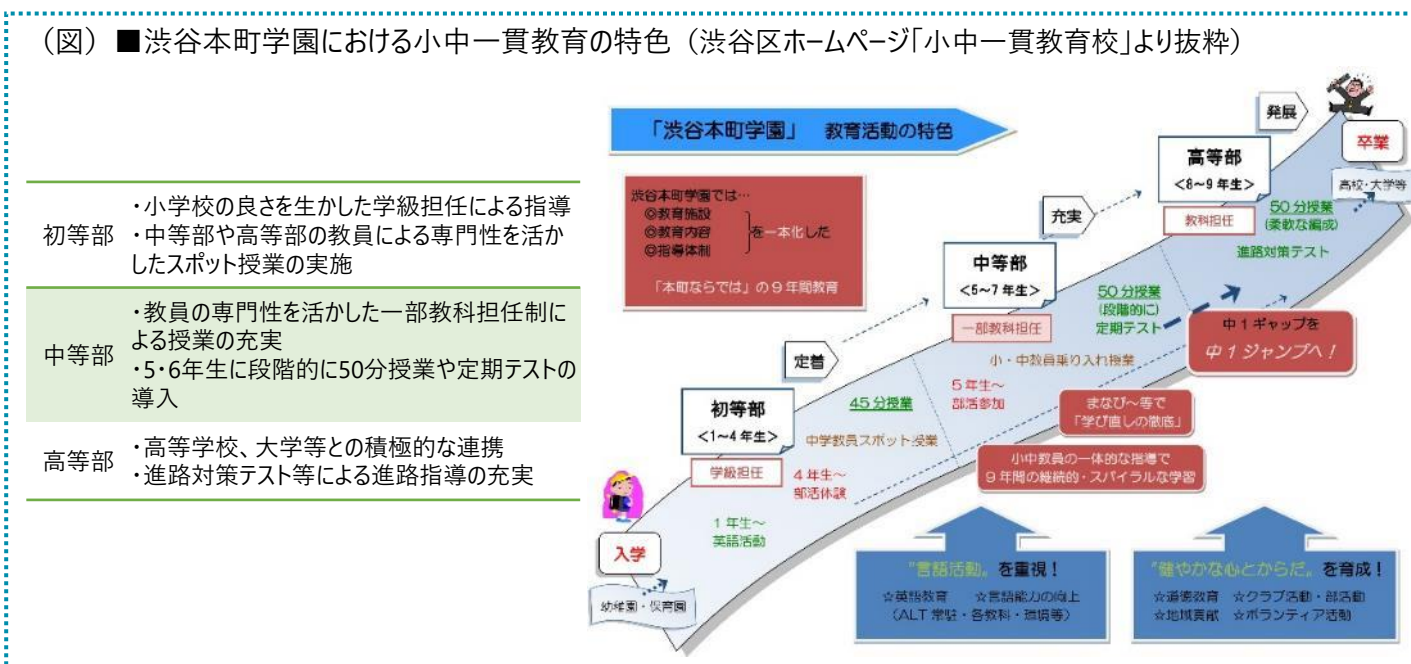 （図）■渋谷本町学園における小中一貫教育の特色（渋谷区ホームページ「小中一貫教育校」より抜粋）
初等部
・小学校の良さを生かした学級担任による指導
・中等部や高等部の教員による専門性を活か
したスポット授業の実施
中等部
・教員の専門性を活かした一部教科担任制に
よる授業の充実
・5・6年生に段階的に50分授業や定期テストの
導入
高等部
・高等学校、大学等との積極的な連携
・進路対策テスト等による進路指導の充実
「渋谷本町学園」 教育活動の特色
渋谷本町学園では…
◎教育施設
◎教育内容
◎指導体制
を一本化した
「本町ならでは」の９年間教育
入学
幼稚園・保育園
初等部
<1～4年生>
学級担任
1年生～
英語活動
4年生～
部活体験
45分授業
中学教員スポット授業
定着
中等部
<5～7年生>
一部教科担任
50分授業
(段階的に)
定期テスト
小・中教員乗り入れ授業
5年生～
部活参加
充実
高等部
<8～9年生>
教科担任
50分授業
(柔軟な編成)
進路対策テスト
発展
卒業
高校・大学等
中1ギャップを
中1ジャンプへ！
まなび～等で
「学び直しの徹底」
小中教員の一体的な指導で
9年間の継続的・スパイラルな学習
"言語活動。を重視！
☆英語教育 ☆言語能力の向上
（ALT常駐・各教科・環境等）
"健やかな心とからだ。を育成！
☆道徳教育 ☆クラブ活動・部活動
☆地域貢献 ☆ボランティア活動